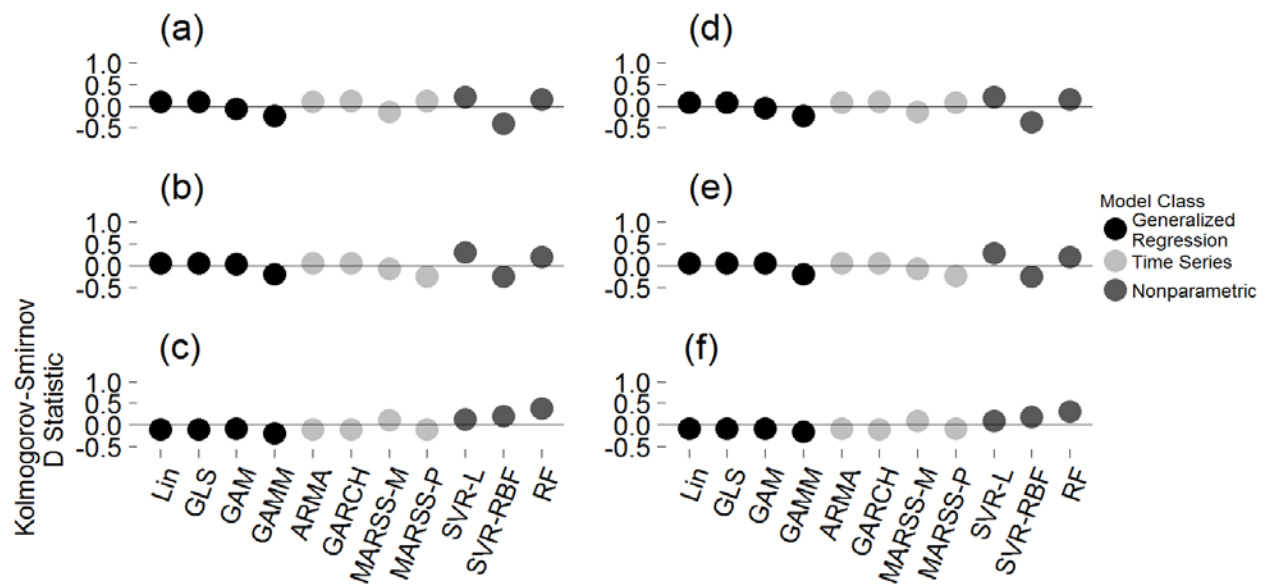 (a)
1.0
0.5
0.0
-0.5
(d)
1.0
0.5
0.0
-0.5
(b)
1.0
0.5
0.0
-0.5
(e)
1.0
0.5
0.0
-0.5
Model Class
Generalized
Regression
Time Series
Nonparametric
(c)
1.0
0.5
0.0
-0.5
(f)
1.0
0.5
0.0
-0.5
Kolmogorov-Smirnov
D Statistic
Lin
GLS
GAM
GAMM
ARMA
GARCH
MARSS-M
MARSS-P
SVR-L
SVR-RBF
RF
Lin
GLS
GAM
GAMM
ARMA
GARCH
MARSS-M
MARSS-P
SVR-L
SVR-RBF
RF